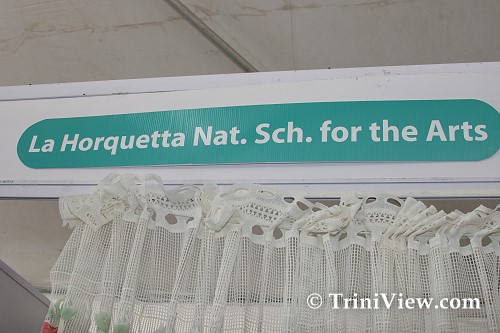 La Horquetta Nat. Sch. for the Arts
© TriniView.com